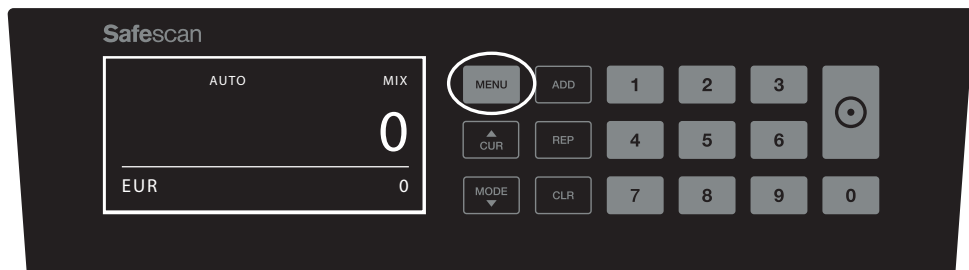 Safescan
AUTO MIX
0
EUR 0
MENU ADD 1 2 3
CUR REP 4 5 6
MODE CLR 7 8 9 0